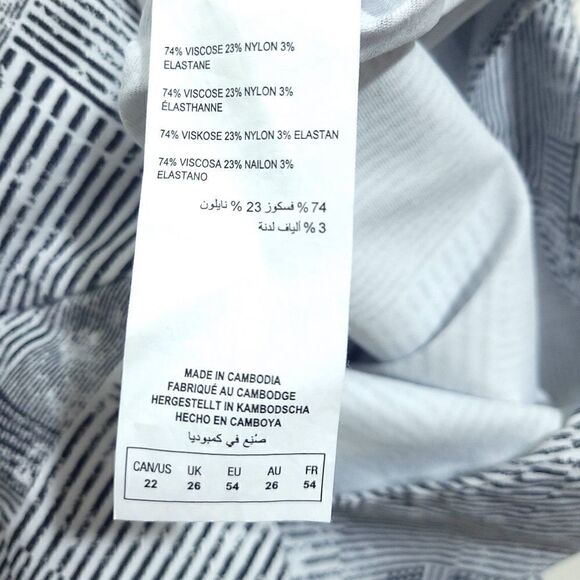 74% VISCOSE 23% NYLON 3%
ELASTANE
74% VISCOSE 23% NYLON 3%
ÉLASTHANNE
74% VISKOSE 23% NYLON 3% ELASTAN
74% VISCOSA 23% NAILON 3%
ELASTANO
74 % فسكوز 23 % نايلون
3 % ألياف لدنة
MADE IN CAMBODIA
FABRIQUÉ AU CAMBODGE
HERGESTELLT IN KAMBODSCHA
HECHO EN CAMBOYA
صُنِع في كمبوديا
CAN/US UK EU AU FR
22 26 54 26 54